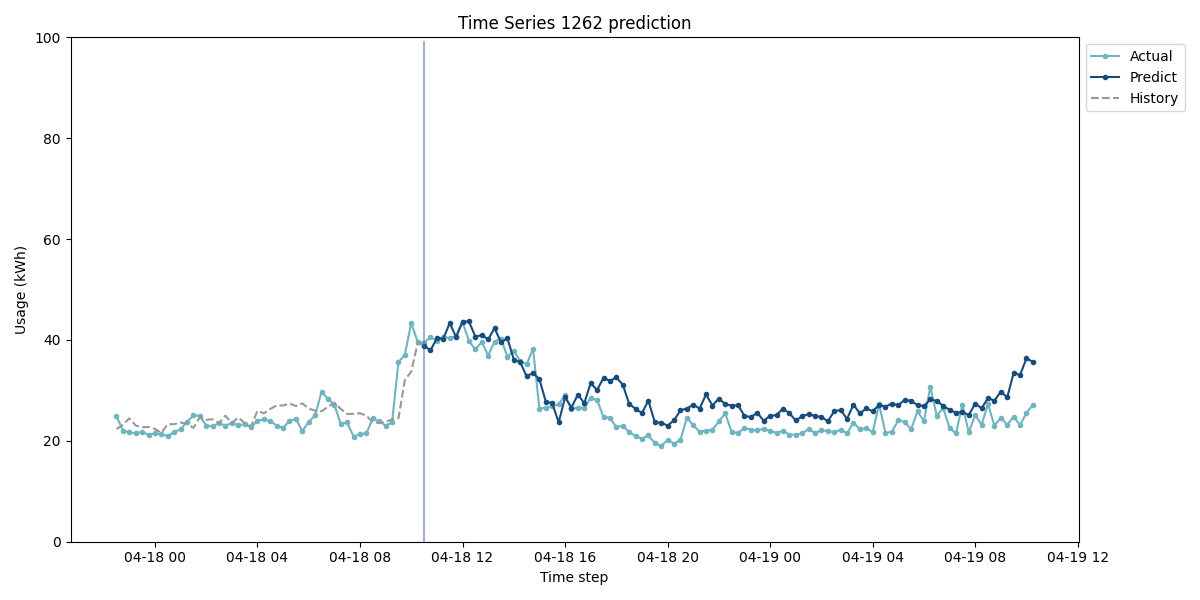 Time Series 1262 prediction
Usage (kWh)
100
80
60
40
20
0
04-18 00
04-18 04
04-18 08
04-18 12
04-18 16
04-18 20
04-19 00
04-19 04
04-19 08
04-19 12
Time step
Actual
Predict
History